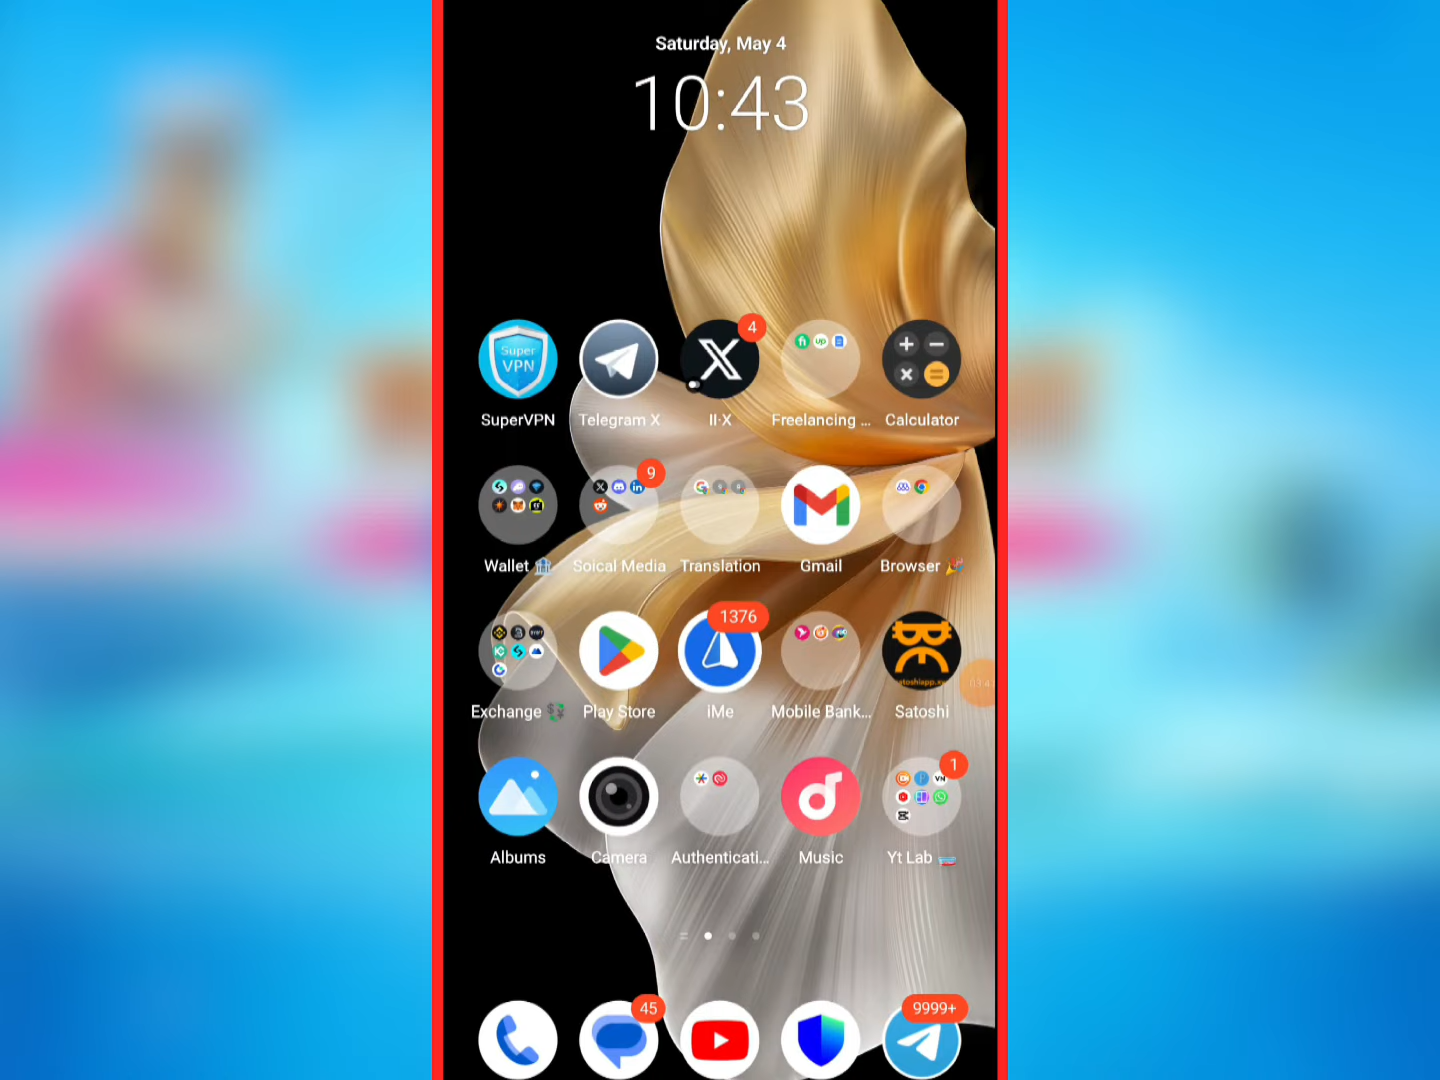 Saturday, May 4
10:43
4
Super
VPN
SuperVPN
Telegram X
II·X
Freelancing ...
Calculator
9
Wallet
Soical Media
Translation
Gmail
Browser
1376
Exchange
Play Store
iMe
Mobile Bank...
Satoshi
1
VN
Albums
Camera
Authenticati...
Music
Yt Lab
45
9999+